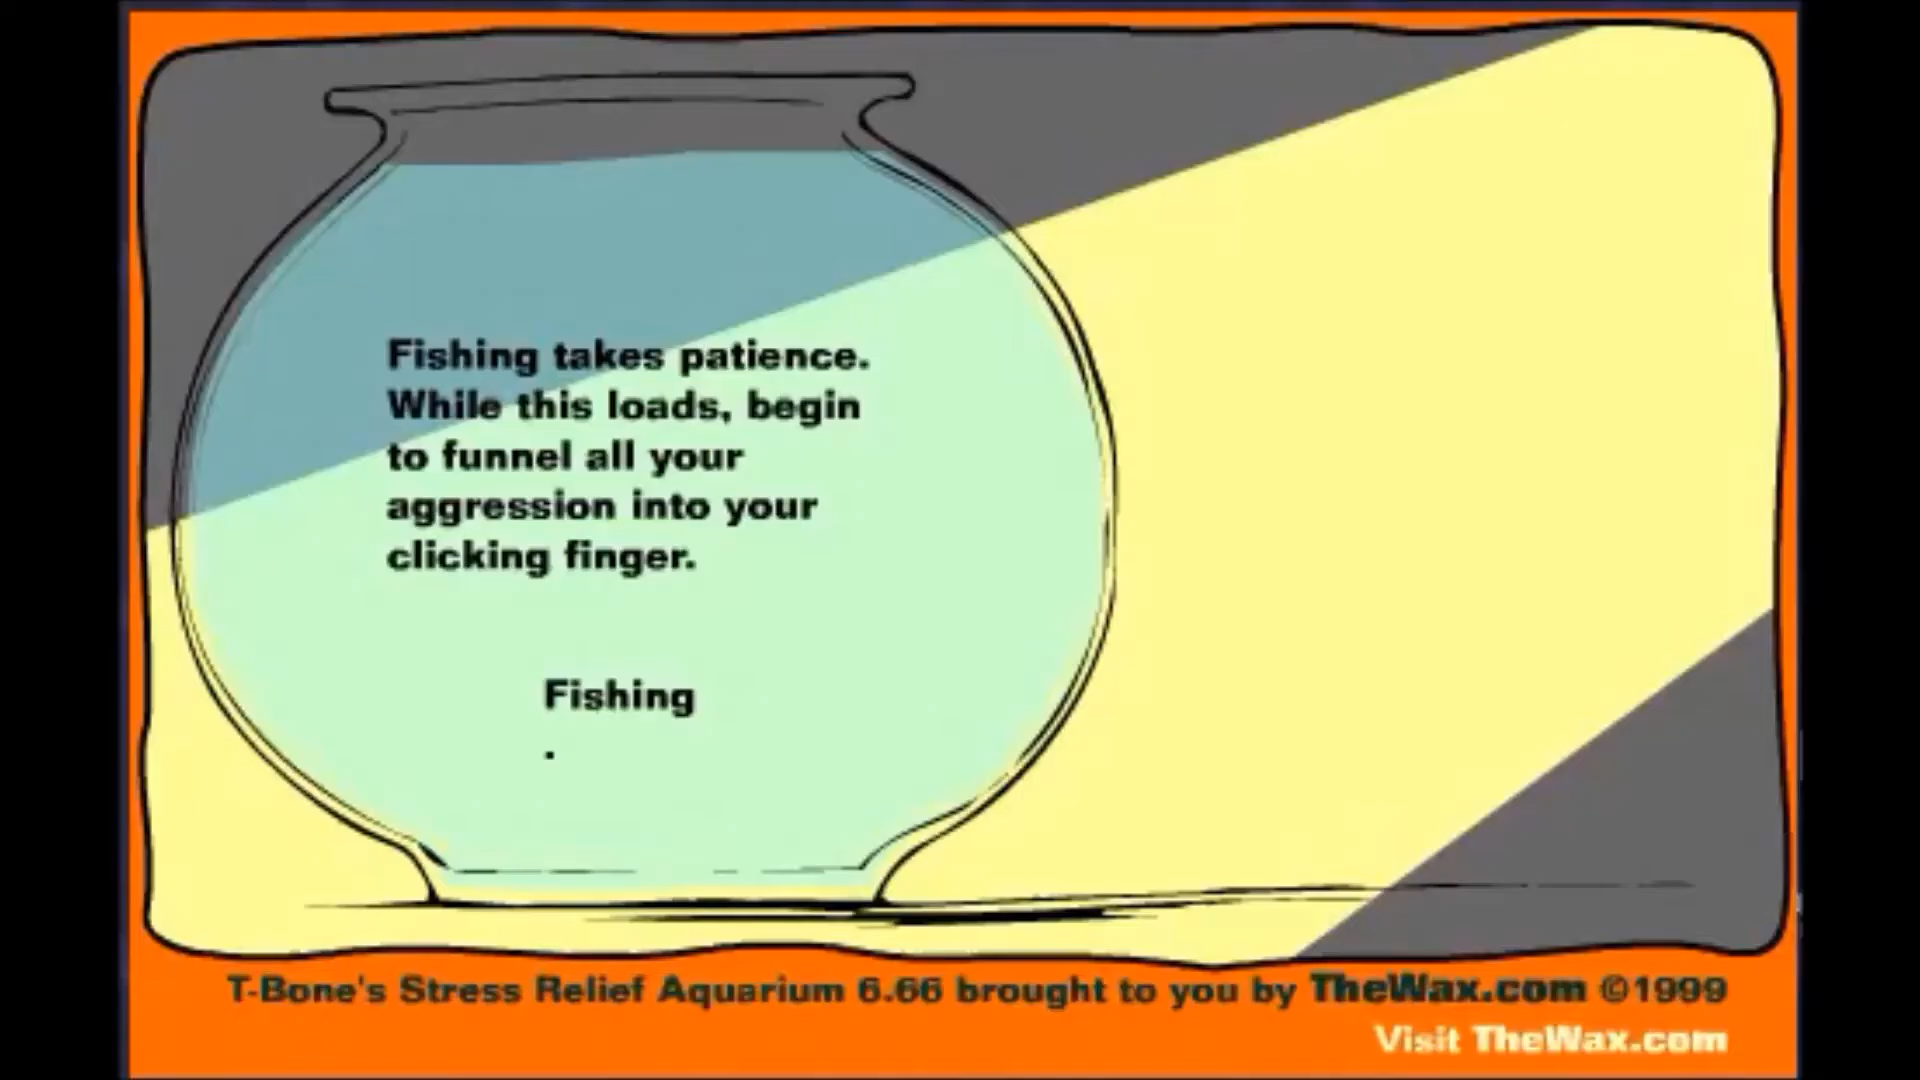 Fishing takes patience.
While this loads, begin
to funnel all your
aggression into your
clicking finger.
Fishing
.
T-Bone's Stress Relief Aquarium 6.66 brought to you by TheWax.com ©1999
Visit TheWax.com